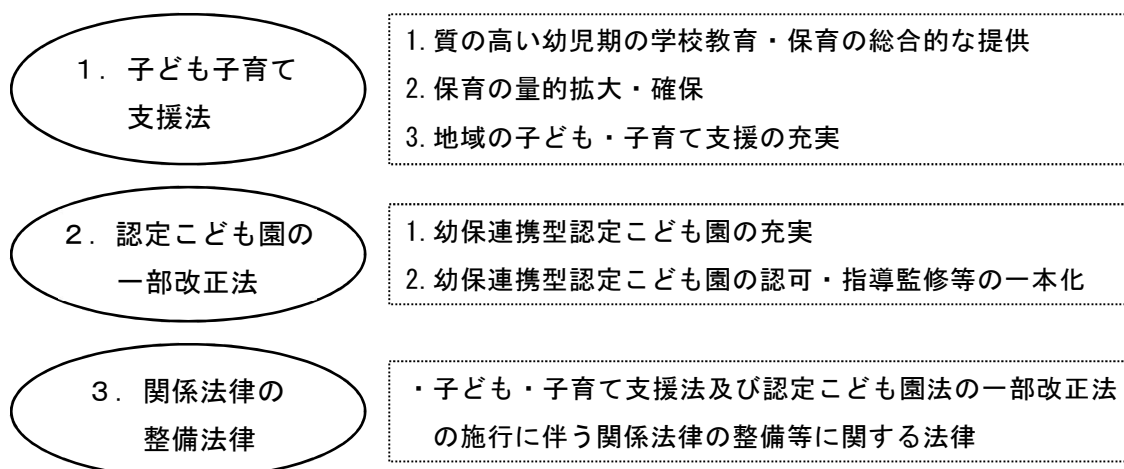 １．子ども子育て
支援法
1.質の高い幼児期の学校教育・保育の総合的な提供
2.保育の量的拡大・確保
3.地域の子ども・子育て支援の充実
２．認定こども園の
一部改正法
1.幼保連携型認定こども園の充実
2.幼保連携型認定こども園の認可・指導監修等の一本化
３．関係法律の
整備法律
・子ども・子育て支援法及び認定こども園法の一部改正法
の施行に伴う関係法律の整備等に関する法律